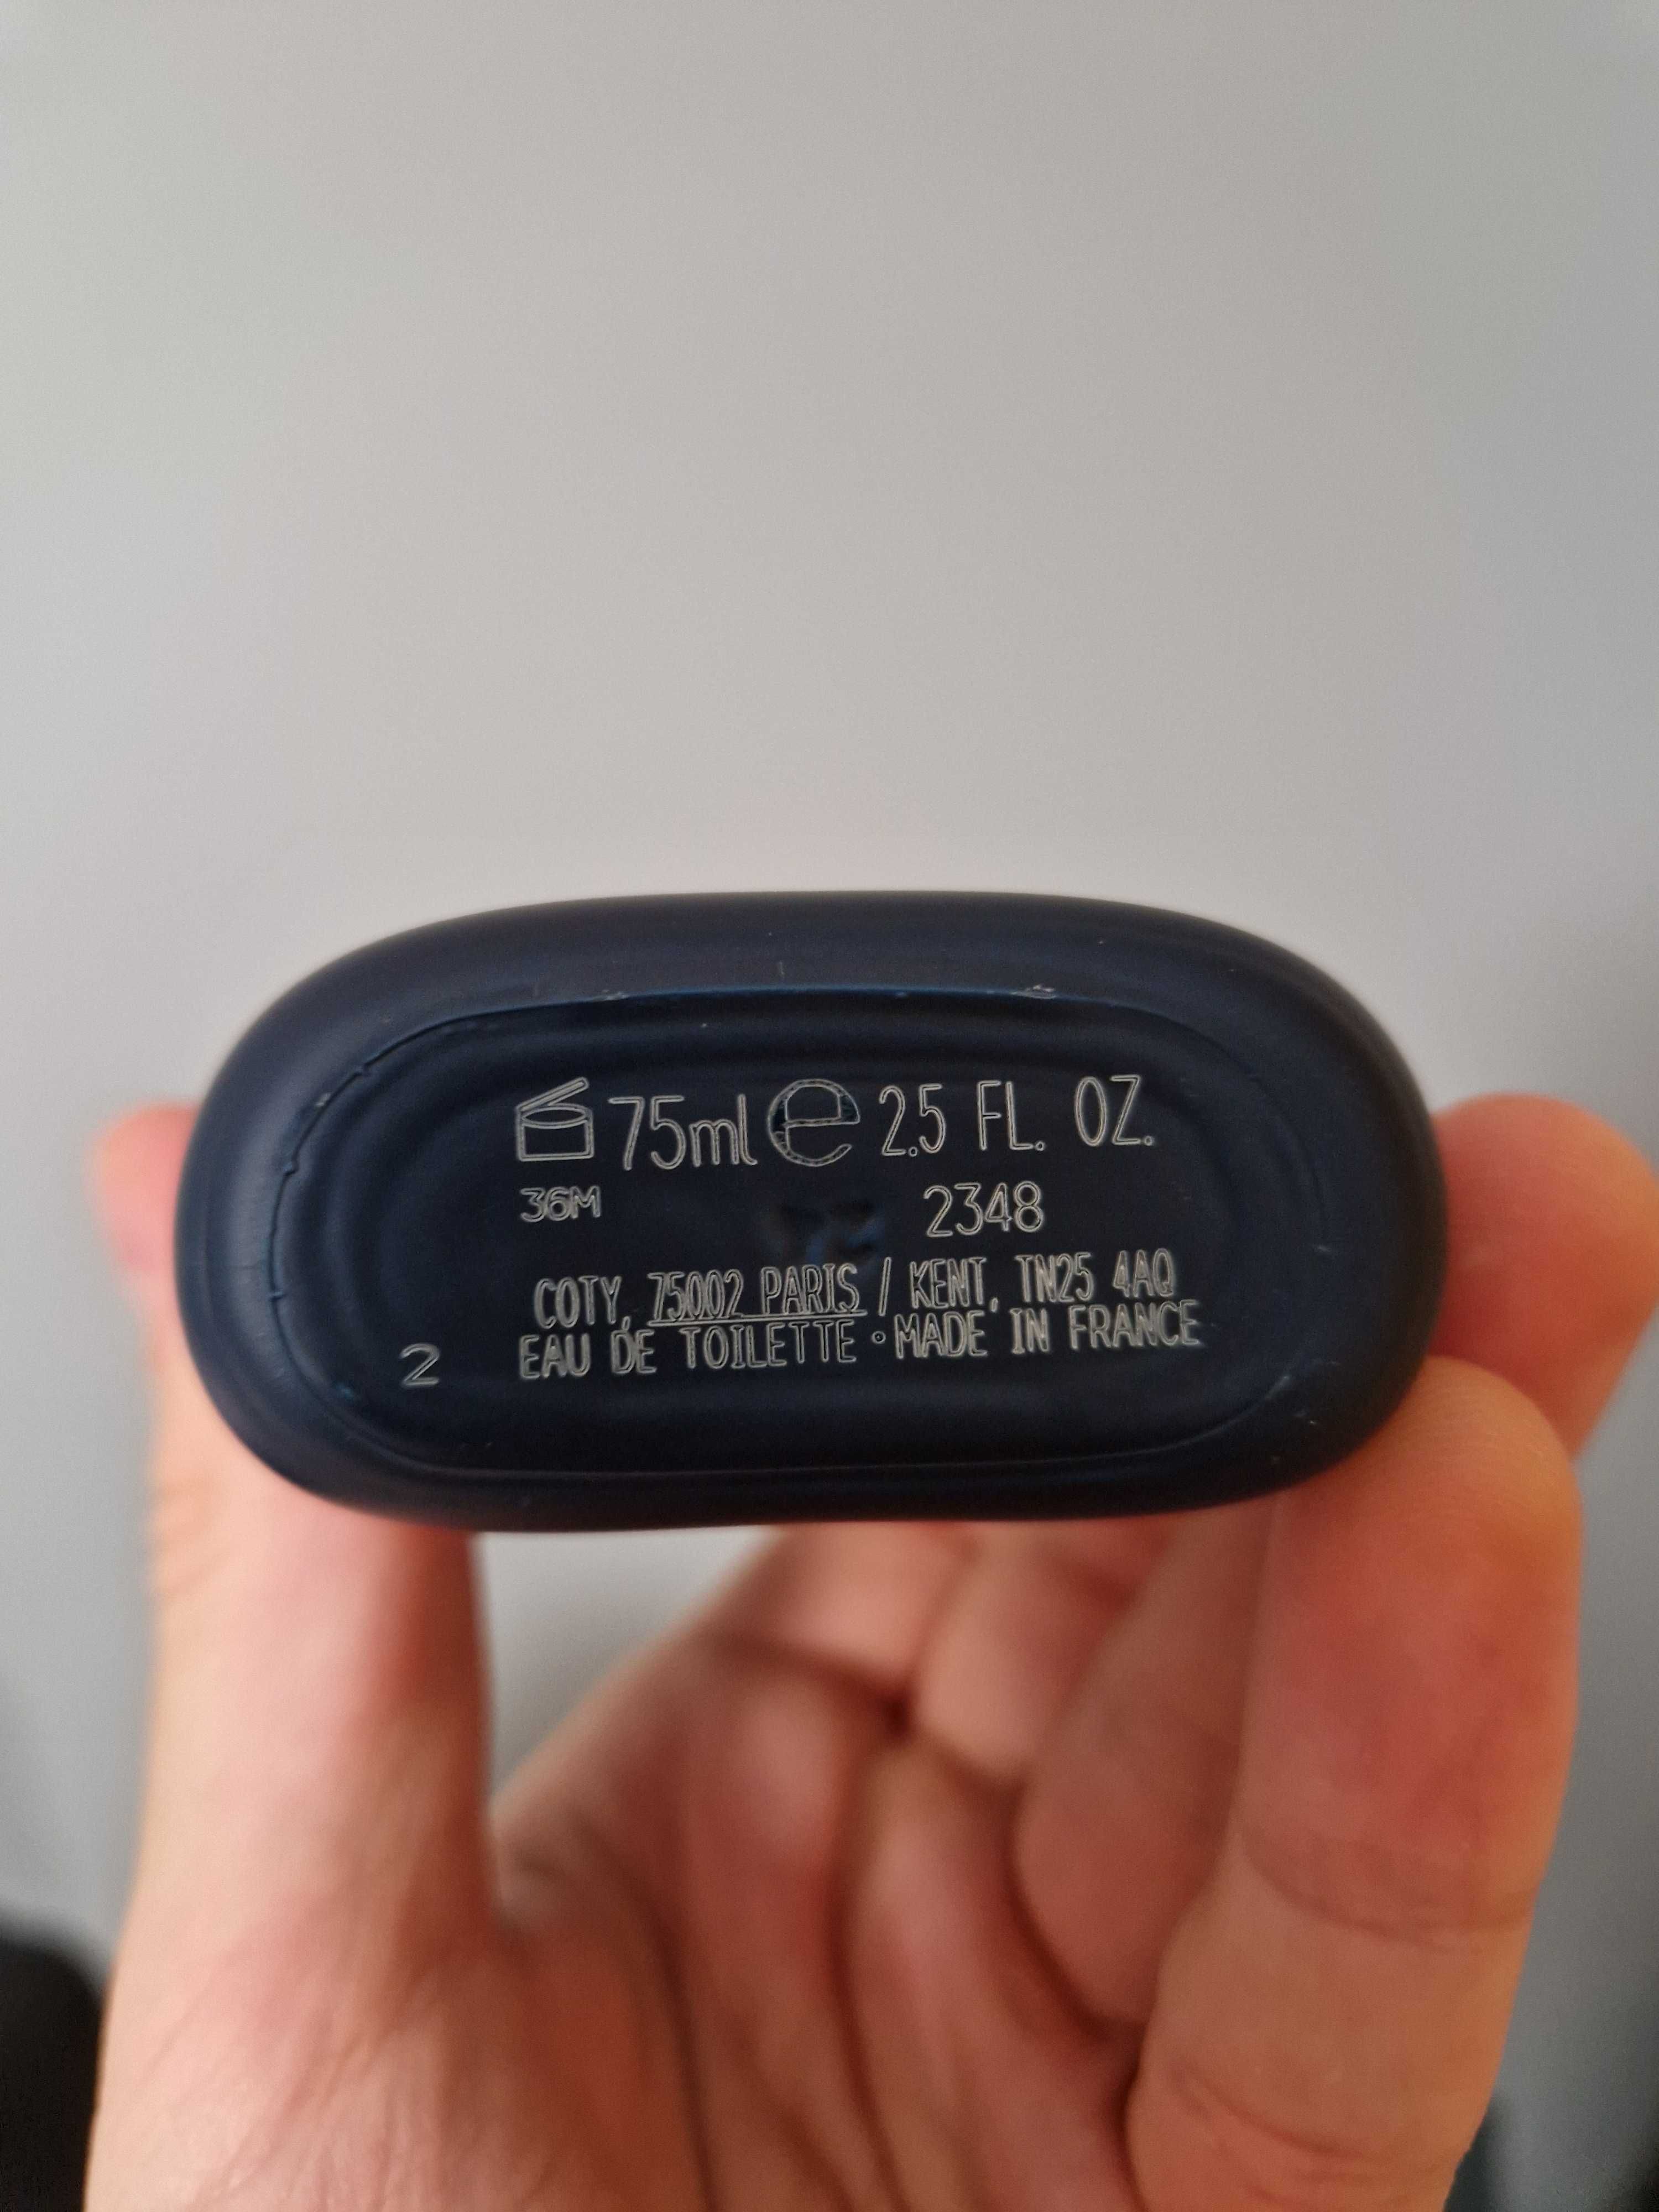 75ml e 2.5 FL. OZ.
36M 2348
COTY, 75002 PARIS / KENT, TN25 4AQ
EAU DE TOILETTE • MADE IN FRANCE
2